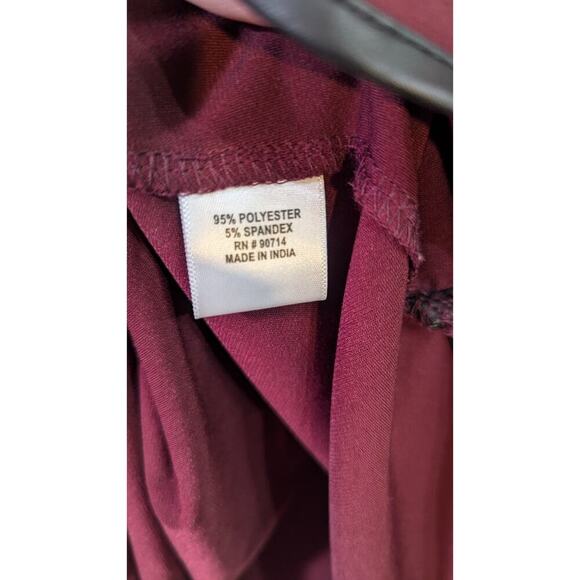 95% POLYESTER
5% SPANDEX
RN # 90714
MADE IN INDIA